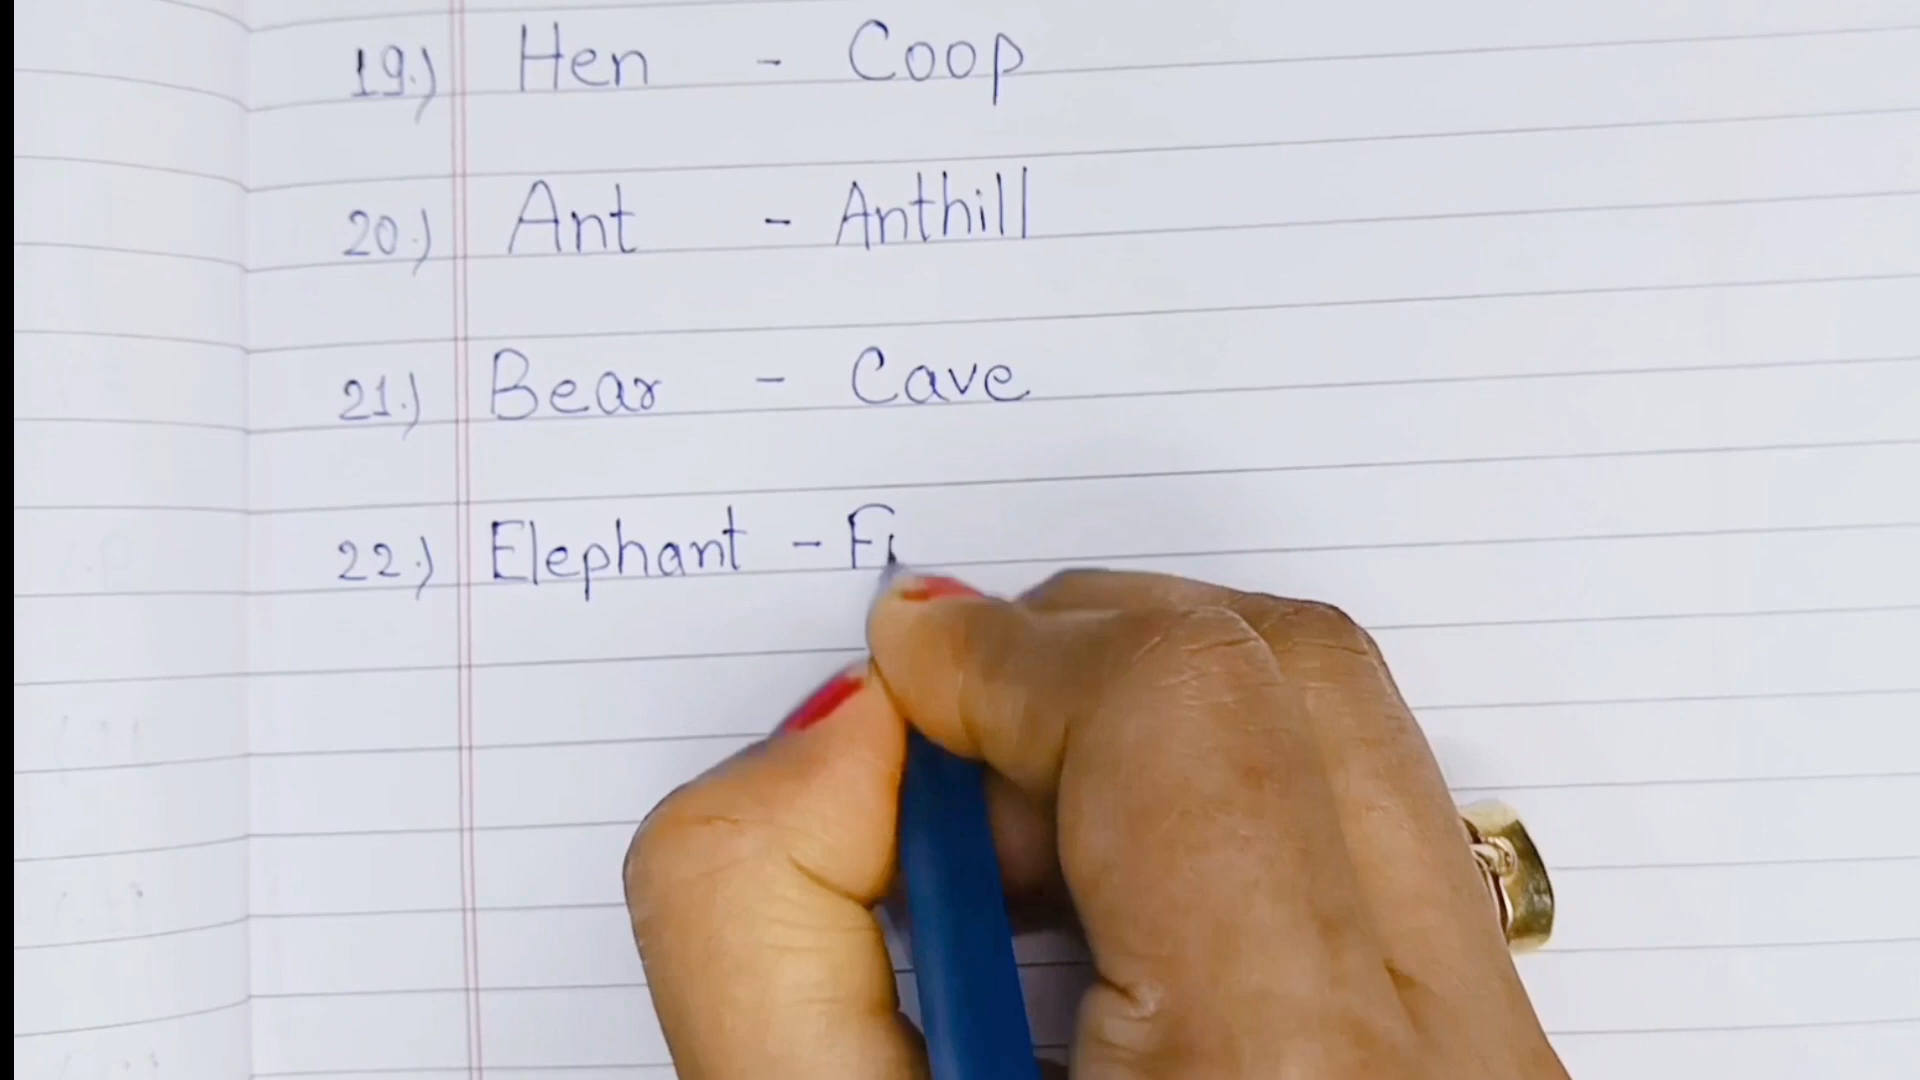 19.) Hen - Coop
20.) Ant - Anthill
21.) Bear - Cave
22.) Elephant - F